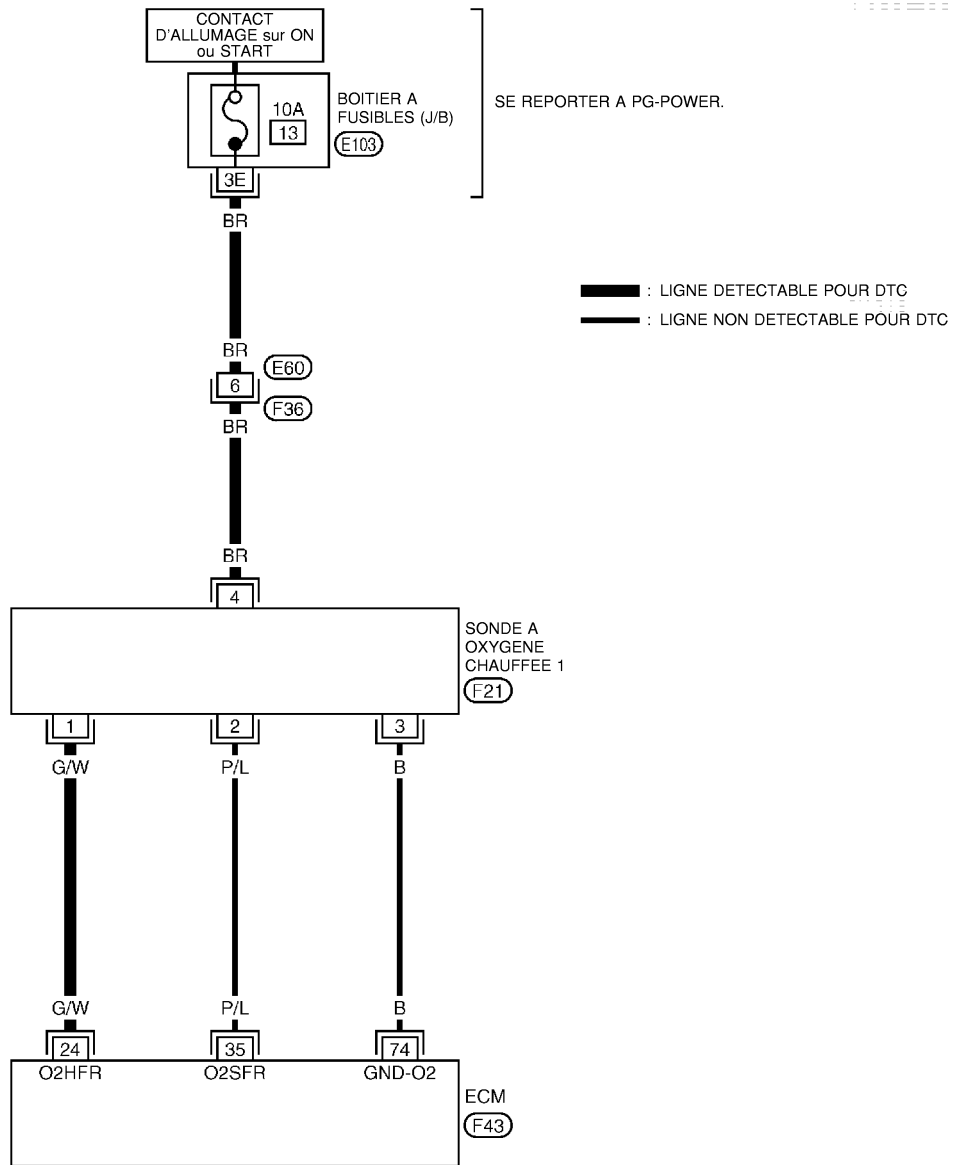 CONTACT
D'ALLUMAGE sur ON
ou START
BOITIER A
FUSIBLES (J/B)
E103
10A
13
SE REPORTER A PG-POWER.
3E
BR
: LIGNE DETECTABLE POUR DTC
: LIGNE NON DETECTABLE POUR DTC
BR
E60
6
F36
BR
BR
4
SONDE A
OXYGENE
CHAUFFEE 1
F21
1 2 3
G/W P/L B
G/W P/L B
24 35 74
O2HFR O2SFR GND-O2
ECM
F43